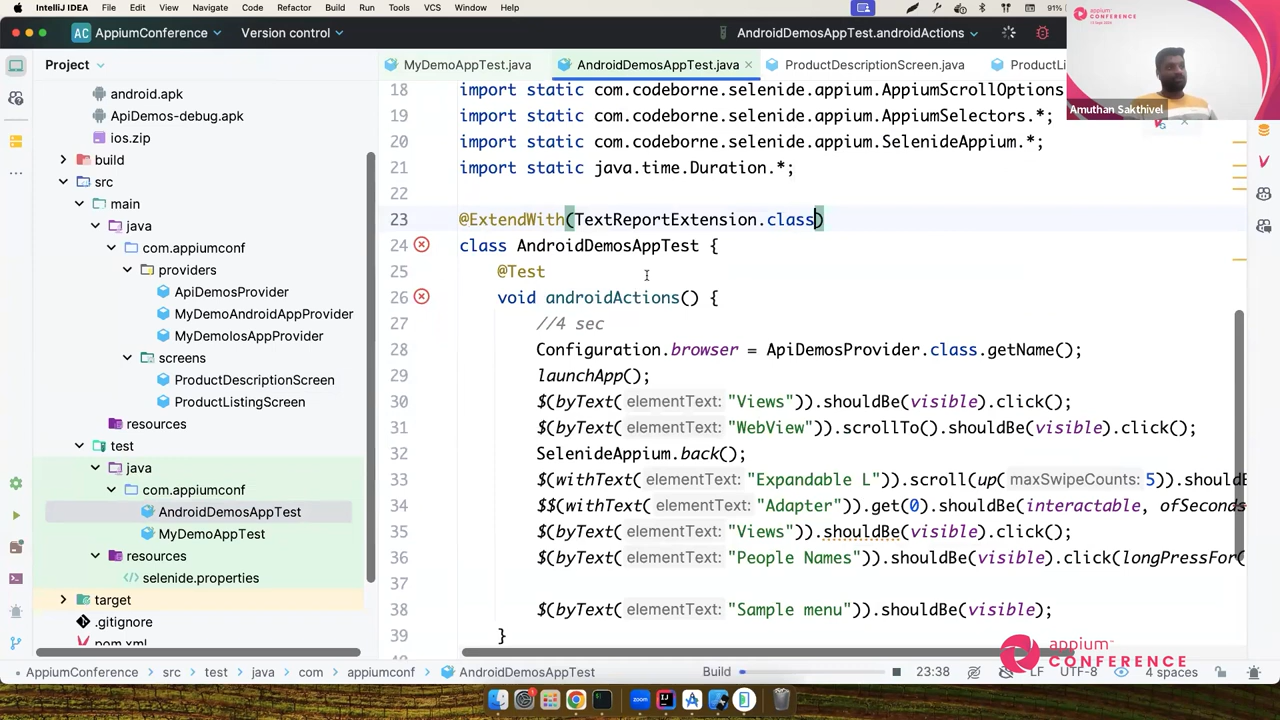 IntelliJ IDEA File Edit View Navigate Code Refactor Build Run Tools VCS Window Help 91%
AC AppiumConference Version control AndroidDemosAppTest.androidActions
appium
CONFERENCE
Amuthan Sakthivel
Project
MyDemoAppTest.java AndroidDemosAppTest.java ProductDescriptionScreen.java ProductLi
android.apk
ApiDemos-debug.apk
ios.zip
build
src
main
java
com.appiumconf
providers
ApiDemosProvider
MyDemoAndroidAppProvider
MyDemoIosAppProvider
screens
ProductDescriptionScreen
ProductListingScreen
resources
test
java
com.appiumconf
AndroidDemosAppTest
MyDemoAppTest
resources
selenide.properties
target
.gitignore
pom.xml
18 import static com.codeborne.selenide.appium.AppiumScrollOptions
19 import static com.codeborne.selenide.appium.AppiumSelectors.*;
20 import static com.codeborne.selenide.appium.SelenideAppium.*;
21 import static java.time.Duration.*;
22
23 @ExtendWith(TextReportExtension.class)
24 class AndroidDemosAppTest {
25 @Test
26 void androidActions() {
27 //4 sec
28 Configuration.browser = ApiDemosProvider.class.getName();
29 launchApp();
30 $(byText( elementText: "Views")).shouldBe(visible).click();
31 $(byText( elementText: "WebView")).scrollTo().shouldBe(visible).click();
32 SelenideAppium.back();
33 $(withText( elementText: "Expandable L")).scroll(up( maxSwipeCounts: 5)).shouldB
34 $$(withText( elementText: "Adapter")).get(0).shouldBe(interactable, ofSeconds
35 $(byText( elementText: "Views")).shouldBe(visible).click();
36 $(byText( elementText: "People Names")).shouldBe(visible).click(longPressFor(
37
38 $(byText( elementText: "Sample menu")).shouldBe(visible);
39 }
appium
CONFERENCE
AppiumConference > src > test > java > com > appiumconf > AndroidDemosAppTest Build 23:38 LF UTF-8 4 spaces
zoom